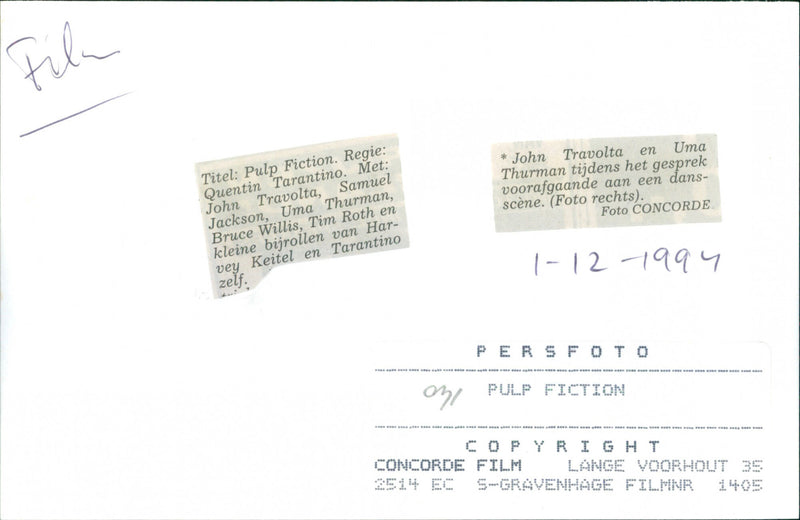 Film
Titel: Pulp Fiction. Regie:
Quentin Tarantino. Met:
John Travolta, Samuel
Jackson, Uma Thurman,
Bruce Willis, Tim Roth en
kleine bijrollen van Har-
vey Keitel en Tarantino
zelf.
* John Travolta en Uma
Thurman tijdens het gesprek
voorafgaande aan een dans-
scène. (Foto rechts).
Foto CONCORDE
1-12-1994
PERSFOTO
PULP FICTION
COPYRIGHT
CONCORDE FILM LANGE VOORHOUT 35
2514 EC S-GRAVENHAGE FILMNR 1405